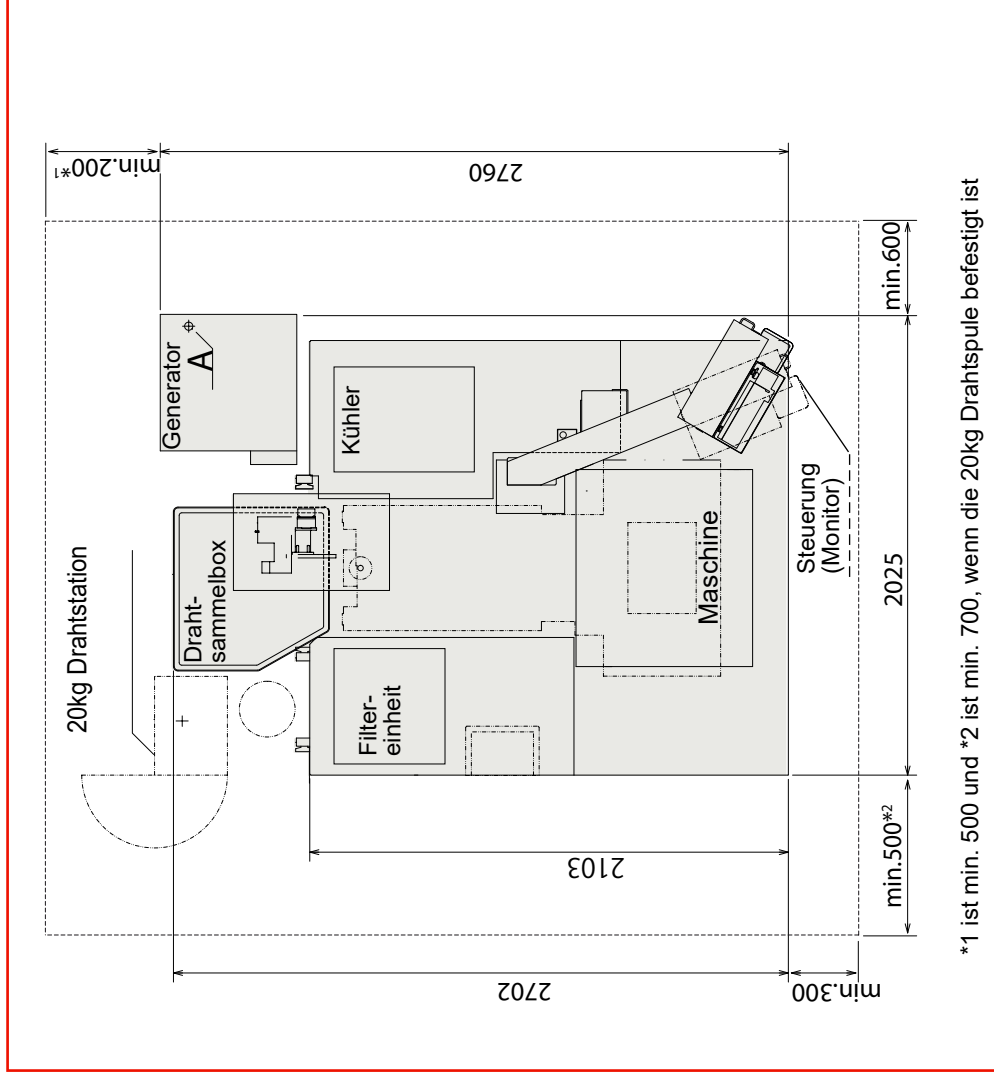 min.200*1
2760
Generator
A
Kühler
min.600
20kg Drahtstation
Draht-
sammelbox
Filter-
einheit
Maschine
Steuerung
(Monitor)
2025
2103
min.500*2
2702
min.300
*1 ist min. 500 und *2 ist min. 700, wenn die 20kg Drahtspule befestigt ist